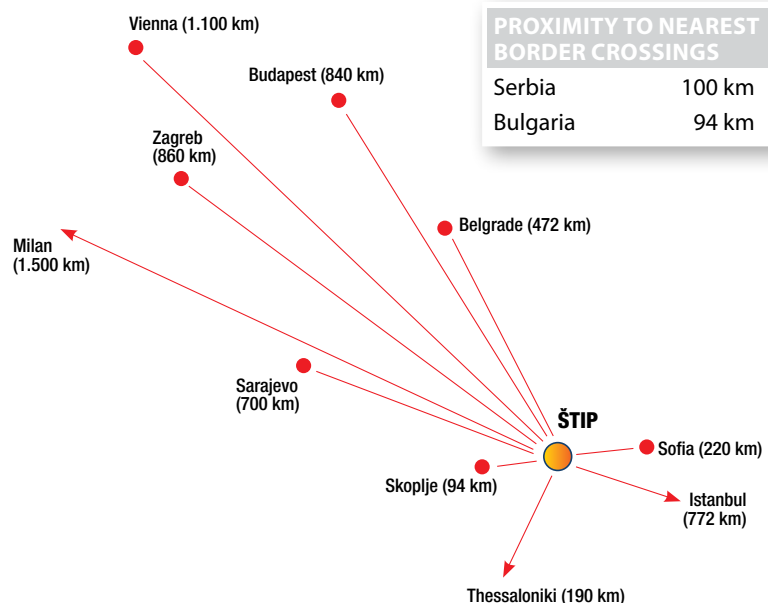 Vienna (1.100 km)
PROXIMITY TO NEAREST
BORDER CROSSINGS
Serbia 100 km
Bulgaria 94 km
Budapest (840 km)
Zagreb
(860 km)
Belgrade (472 km)
Milan
(1.500 km)
Sarajevo
(700 km)
ŠTIP
Sofia (220 km)
Skoplje (94 km)
Istanbul
(772 km)
Thessaloniki (190 km)